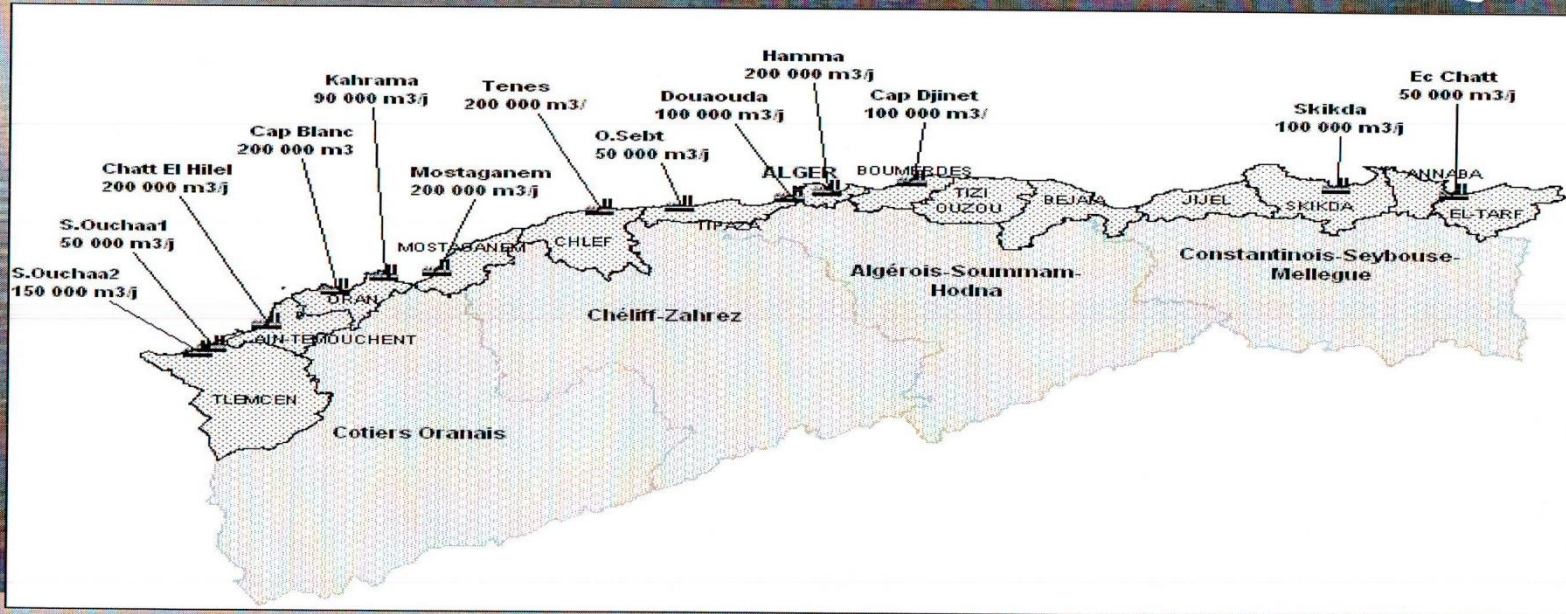 Hamma
200 000 m3/j
Ec Chatt
50 000 m3/j
Kahrama
90 000 m3/j
Tenes
200 000 m3/
Douaouda
100 000 m3/j
Cap Djinet
100 000 m3/
Skikda
100 000 m3/j
Cap Blanc
200 000 m3
O.Sebt
50 000 m3/j
Chatt El Hilel
200 000 m3/j
Mostaganem
200 000 m3/j
ALGER
BOUMERDES
ANNABA
TIZI
OUZOU
BEJAIA
JIJEL
SKIKDA
EL-TARF
S.Ouchaa1
50 000 m3/j
TIPAZA
CHLEF
MOSTAGANEM
Constantinois-Seybouse-
Mellegue
S.Ouchaa2
150 000 m3/j
Algérois-Soummam-
Hodna
ORAN
Chéliff-Zahrez
AIN-TEMOUCHENT
TLEMCEN
Cotiers Oranais